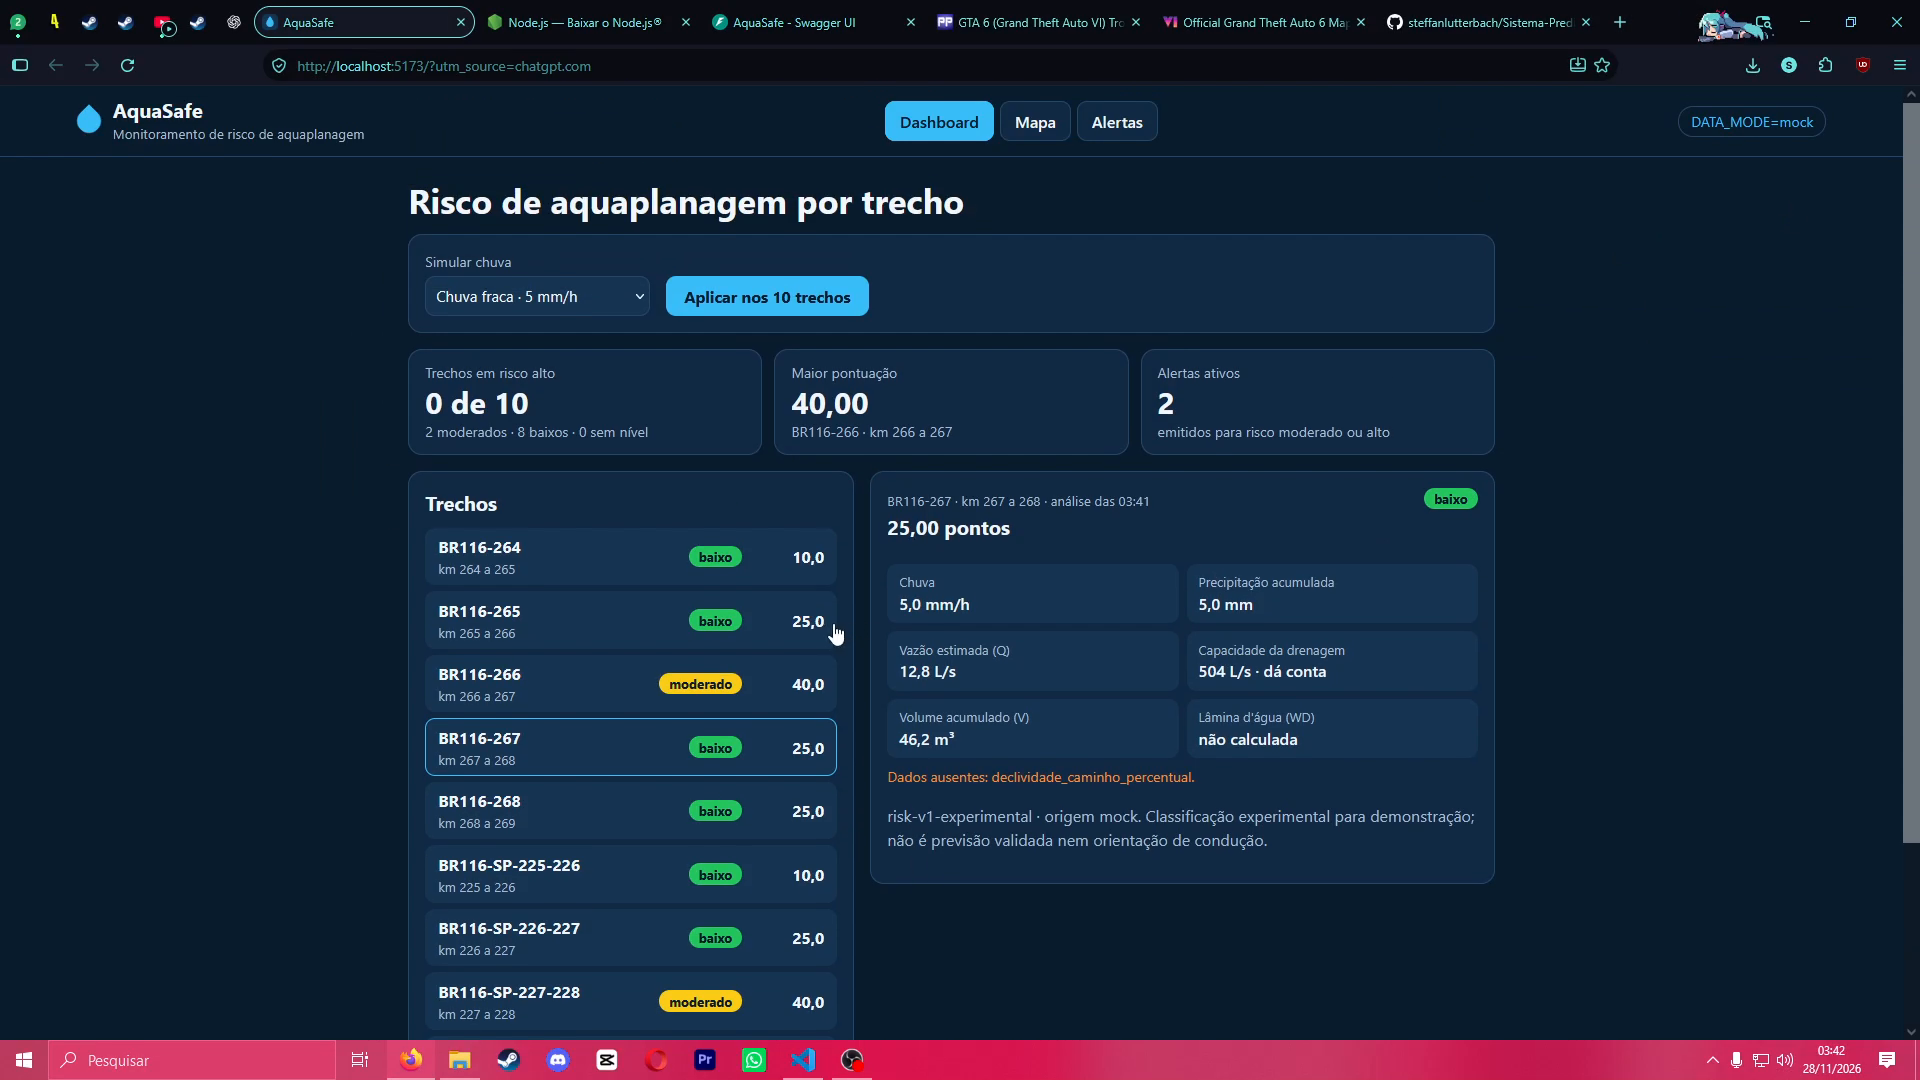 AquaSafe
Node.js — Baixar o Node.js®
AquaSafe - Swagger UI
GTA 6 (Grand Theft Auto VI) Tro
Official Grand Theft Auto 6 Map
steffanlutterbach/Sistema-Pred
http://localhost:5173/?utm_source=chatgpt.com
AquaSafe
Monitoramento de risco de aquaplanagem
Dashboard
Mapa
Alertas
DATA_MODE=mock
Risco de aquaplanagem por trecho
Simular chuva
Chuva fraca · 5 mm/h
Aplicar nos 10 trechos
Trechos em risco alto
0 de 10
2 moderados · 8 baixos · 0 sem nível
Maior pontuação
40,00
BR116-266 · km 266 a 267
Alertas ativos
2
emitidos para risco moderado ou alto
Trechos
BR116-264
km 264 a 265
baixo
10,0
BR116-265
km 265 a 266
baixo
25,0
BR116-266
km 266 a 267
moderado
40,0
BR116-267
km 267 a 268
baixo
25,0
BR116-268
km 268 a 269
baixo
25,0
BR116-SP-225-226
km 225 a 226
baixo
10,0
BR116-SP-226-227
km 226 a 227
baixo
25,0
BR116-SP-227-228
km 227 a 228
moderado
40,0
BR116-267 · km 267 a 268 · análise das 03:41
baixo
25,00 pontos
Chuva
5,0 mm/h
Precipitação acumulada
5,0 mm
Vazão estimada (Q)
12,8 L/s
Capacidade da drenagem
504 L/s · dá conta
Volume acumulado (V)
46,2 m³
Lâmina d'água (WD)
não calculada
Dados ausentes: declividade_caminho_percentual.
risk-v1-experimental · origem mock. Classificação experimental para demonstração;
não é previsão validada nem orientação de condução.
Pesquisar
03:42
28/11/2026